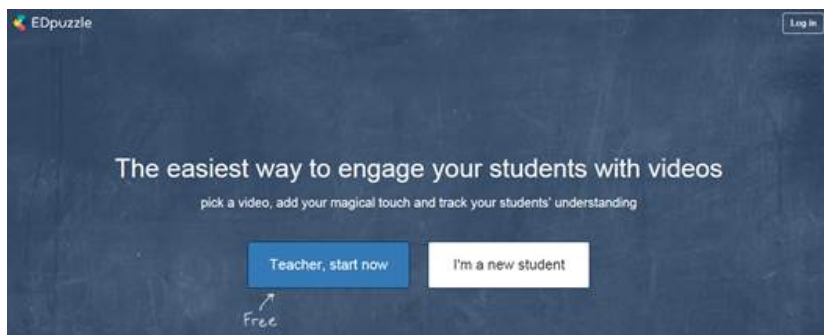 EDpuzzle
Log in
The easiest way to engage your students with videos
pick a video, add your magical touch and track your students' understanding
Teacher, start now
I'm a new student
Free